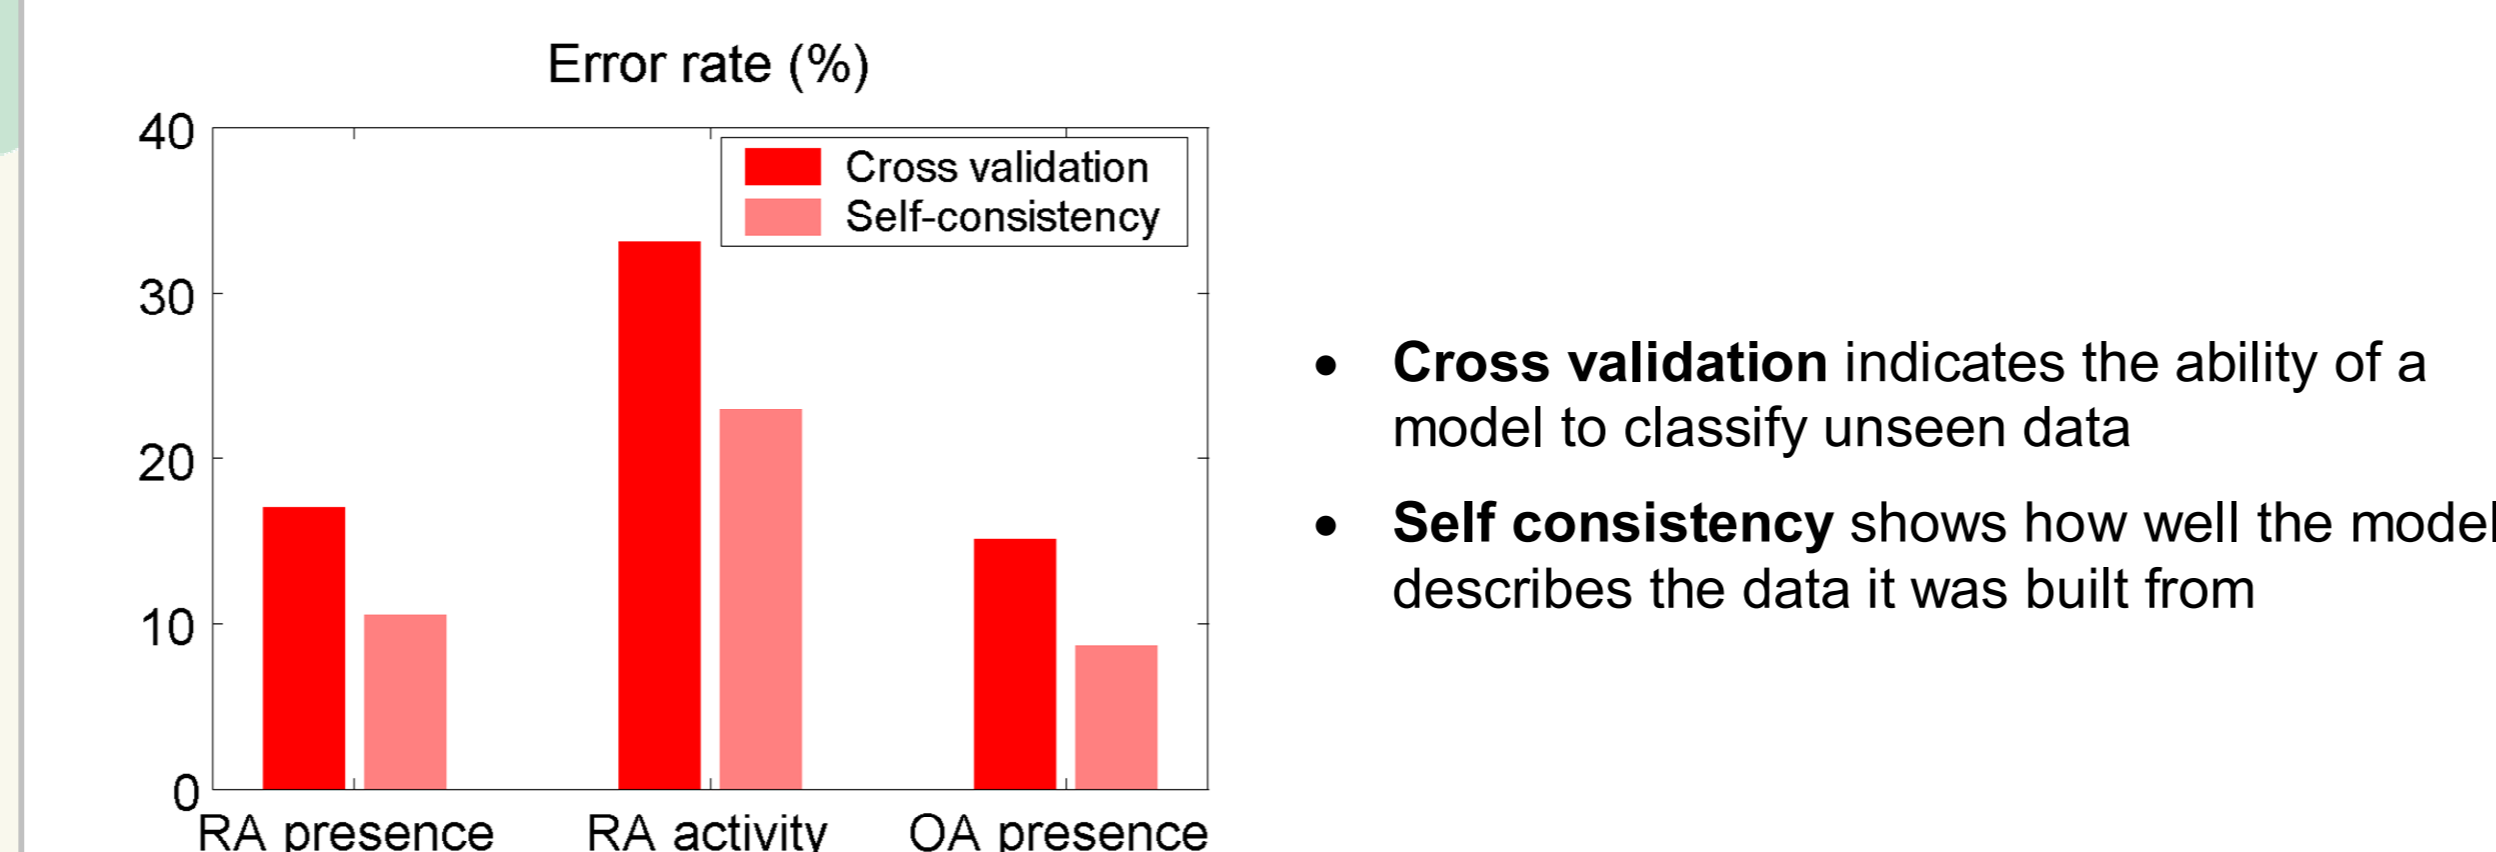 Error rate (%)
40
Cross validation
Self-consistency
30
20
10
0
RA presence
RA activity
OA presence
• Cross validation indicates the ability of a
model to classify unseen data
• Self consistency shows how well the model
describes the data it was built from